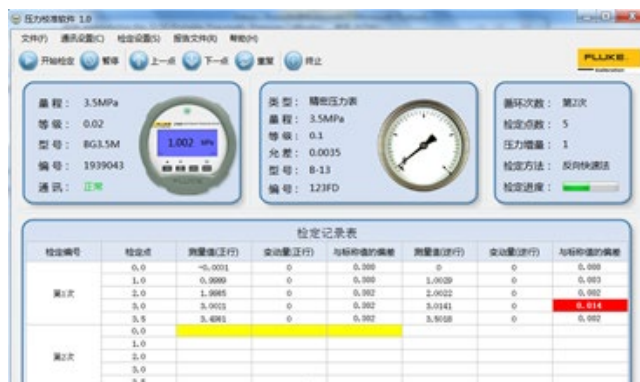 压力校准软件 1.0
文件(F) 通讯设置(C) 检定设置(S) 报告文件(R) 帮助(H)
开始检定 暂停 上一点 下一点 重复 终止
FLUKE
Calibration
量程： 3.5MPa
等级： 0.02
型号： BG3.5M
编号： 1939043
通讯： 正常
1.002 MPa
FLUKE
类型： 精密压力表
量程： 3.5MPa
等级： 0.1
允差： 0.0035
型号： B-13
编号： 123FD
循环次数： 第2次
检定点数： 5
压力增量： 1
检定方法： 反向快速法
检定进度：
检定记录表
检定编号 检定点 测量值(正行) 变动量(正行) 与标称值的偏差 测量值(逆行) 变动量(逆行) 与标称值的偏差
第1次
0.0 -0.0001 0 0.000 0 0 0.000
1.0 0.9989 0 0.000 1.0029 0 0.003
2.0 0 0.002 2.0022 0 0.002
3.0 3.0021 0 0.002 3.0141 0 0.014
3.5 0 0.002 3.5018 0 0.002
第2次
0.0
1.0
2.0
3.0
3.5